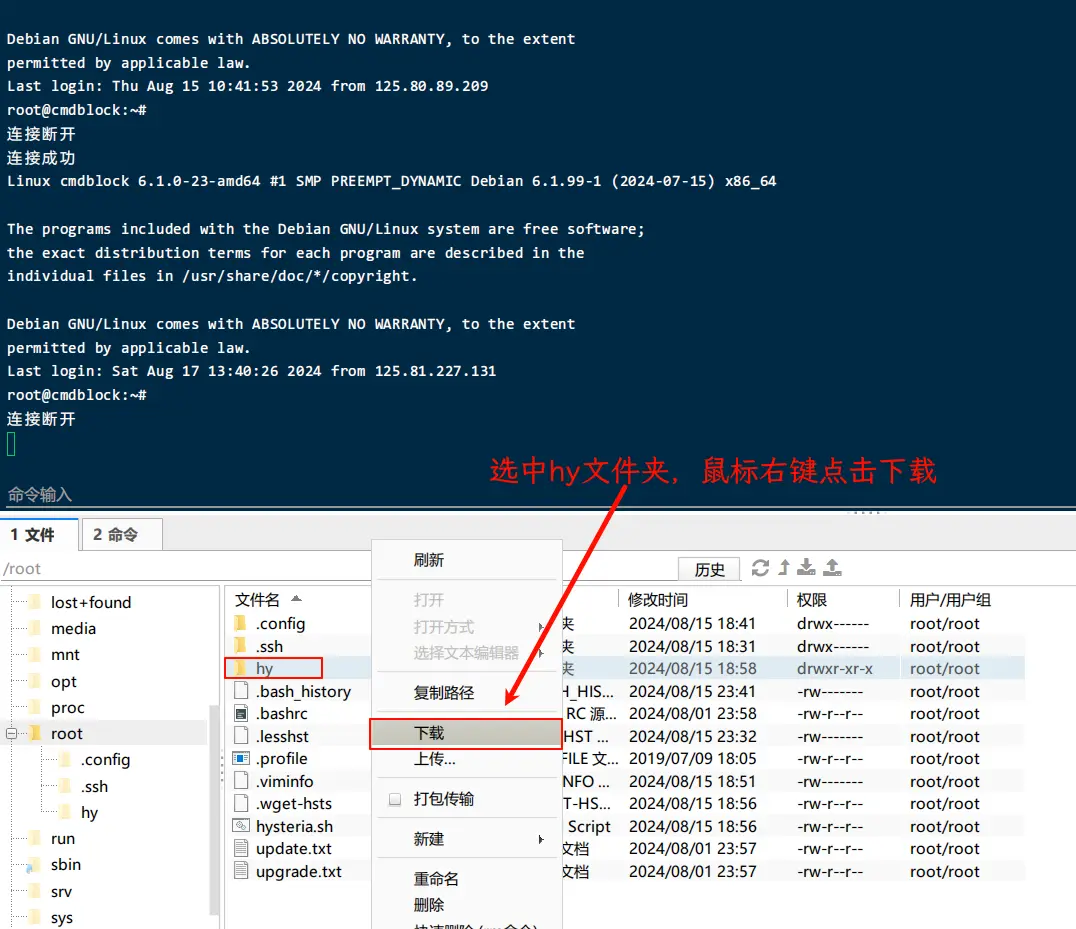 Debian GNU/Linux comes with ABSOLUTELY NO WARRANTY, to the extent
permitted by applicable law.
Last login: Thu Aug 15 10:41:53 2024 from 125.80.89.209
root@cmdblock:~#
连接断开
连接成功
Linux cmdblock 6.1.0-23-amd64 #1 SMP PREEMPT_DYNAMIC Debian 6.1.99-1 (2024-07-15) x86_64
The programs included with the Debian GNU/Linux system are free software;
the exact distribution terms for each program are described in the
individual files in /usr/share/doc/*/copyright.
Debian GNU/Linux comes with ABSOLUTELY NO WARRANTY, to the extent
permitted by applicable law.
Last login: Sat Aug 17 13:40:26 2024 from 125.81.227.131
root@cmdblock:~#
连接断开
选中hy文件夹，鼠标右键点击下载
命令输入
1 文件 2 命令
/root
历史
lost+found
media
mnt
opt
proc
root
.config
.ssh
hy
run
sbin
srv
sys
文件名 修改时间 权限 用户/用户组
.config 夹 2024/08/15 18:41 drwx------ root/root
.ssh 夹 2024/08/15 18:31 drwx------ root/root
hy 夹 2024/08/15 18:58 drwxr-xr-x root/root
.bash_history H_HIS... 2024/08/15 23:41 -rw------- root/root
.bashrc RC 源... 2024/08/01 23:58 -rw-r--r-- root/root
.lesshst HST ... 2024/08/15 23:32 -rw------- root/root
.profile FILE 文... 2019/07/09 18:05 -rw-r--r-- root/root
.viminfo NFO ... 2024/08/15 18:51 -rw------- root/root
.wget-hsts T-HS... 2024/08/15 18:56 -rw-r--r-- root/root
hysteria.sh Script 2024/08/15 18:56 -rw-r--r-- root/root
update.txt 文档 2024/08/01 23:57 -rw-r--r-- root/root
upgrade.txt 文档 2024/08/01 23:57 -rw-r--r-- root/root
刷新
打开
打开方式
选择文本编辑器
复制路径
下载
上传...
打包传输
新建
重命名
删除
快速删除 (rm命令)